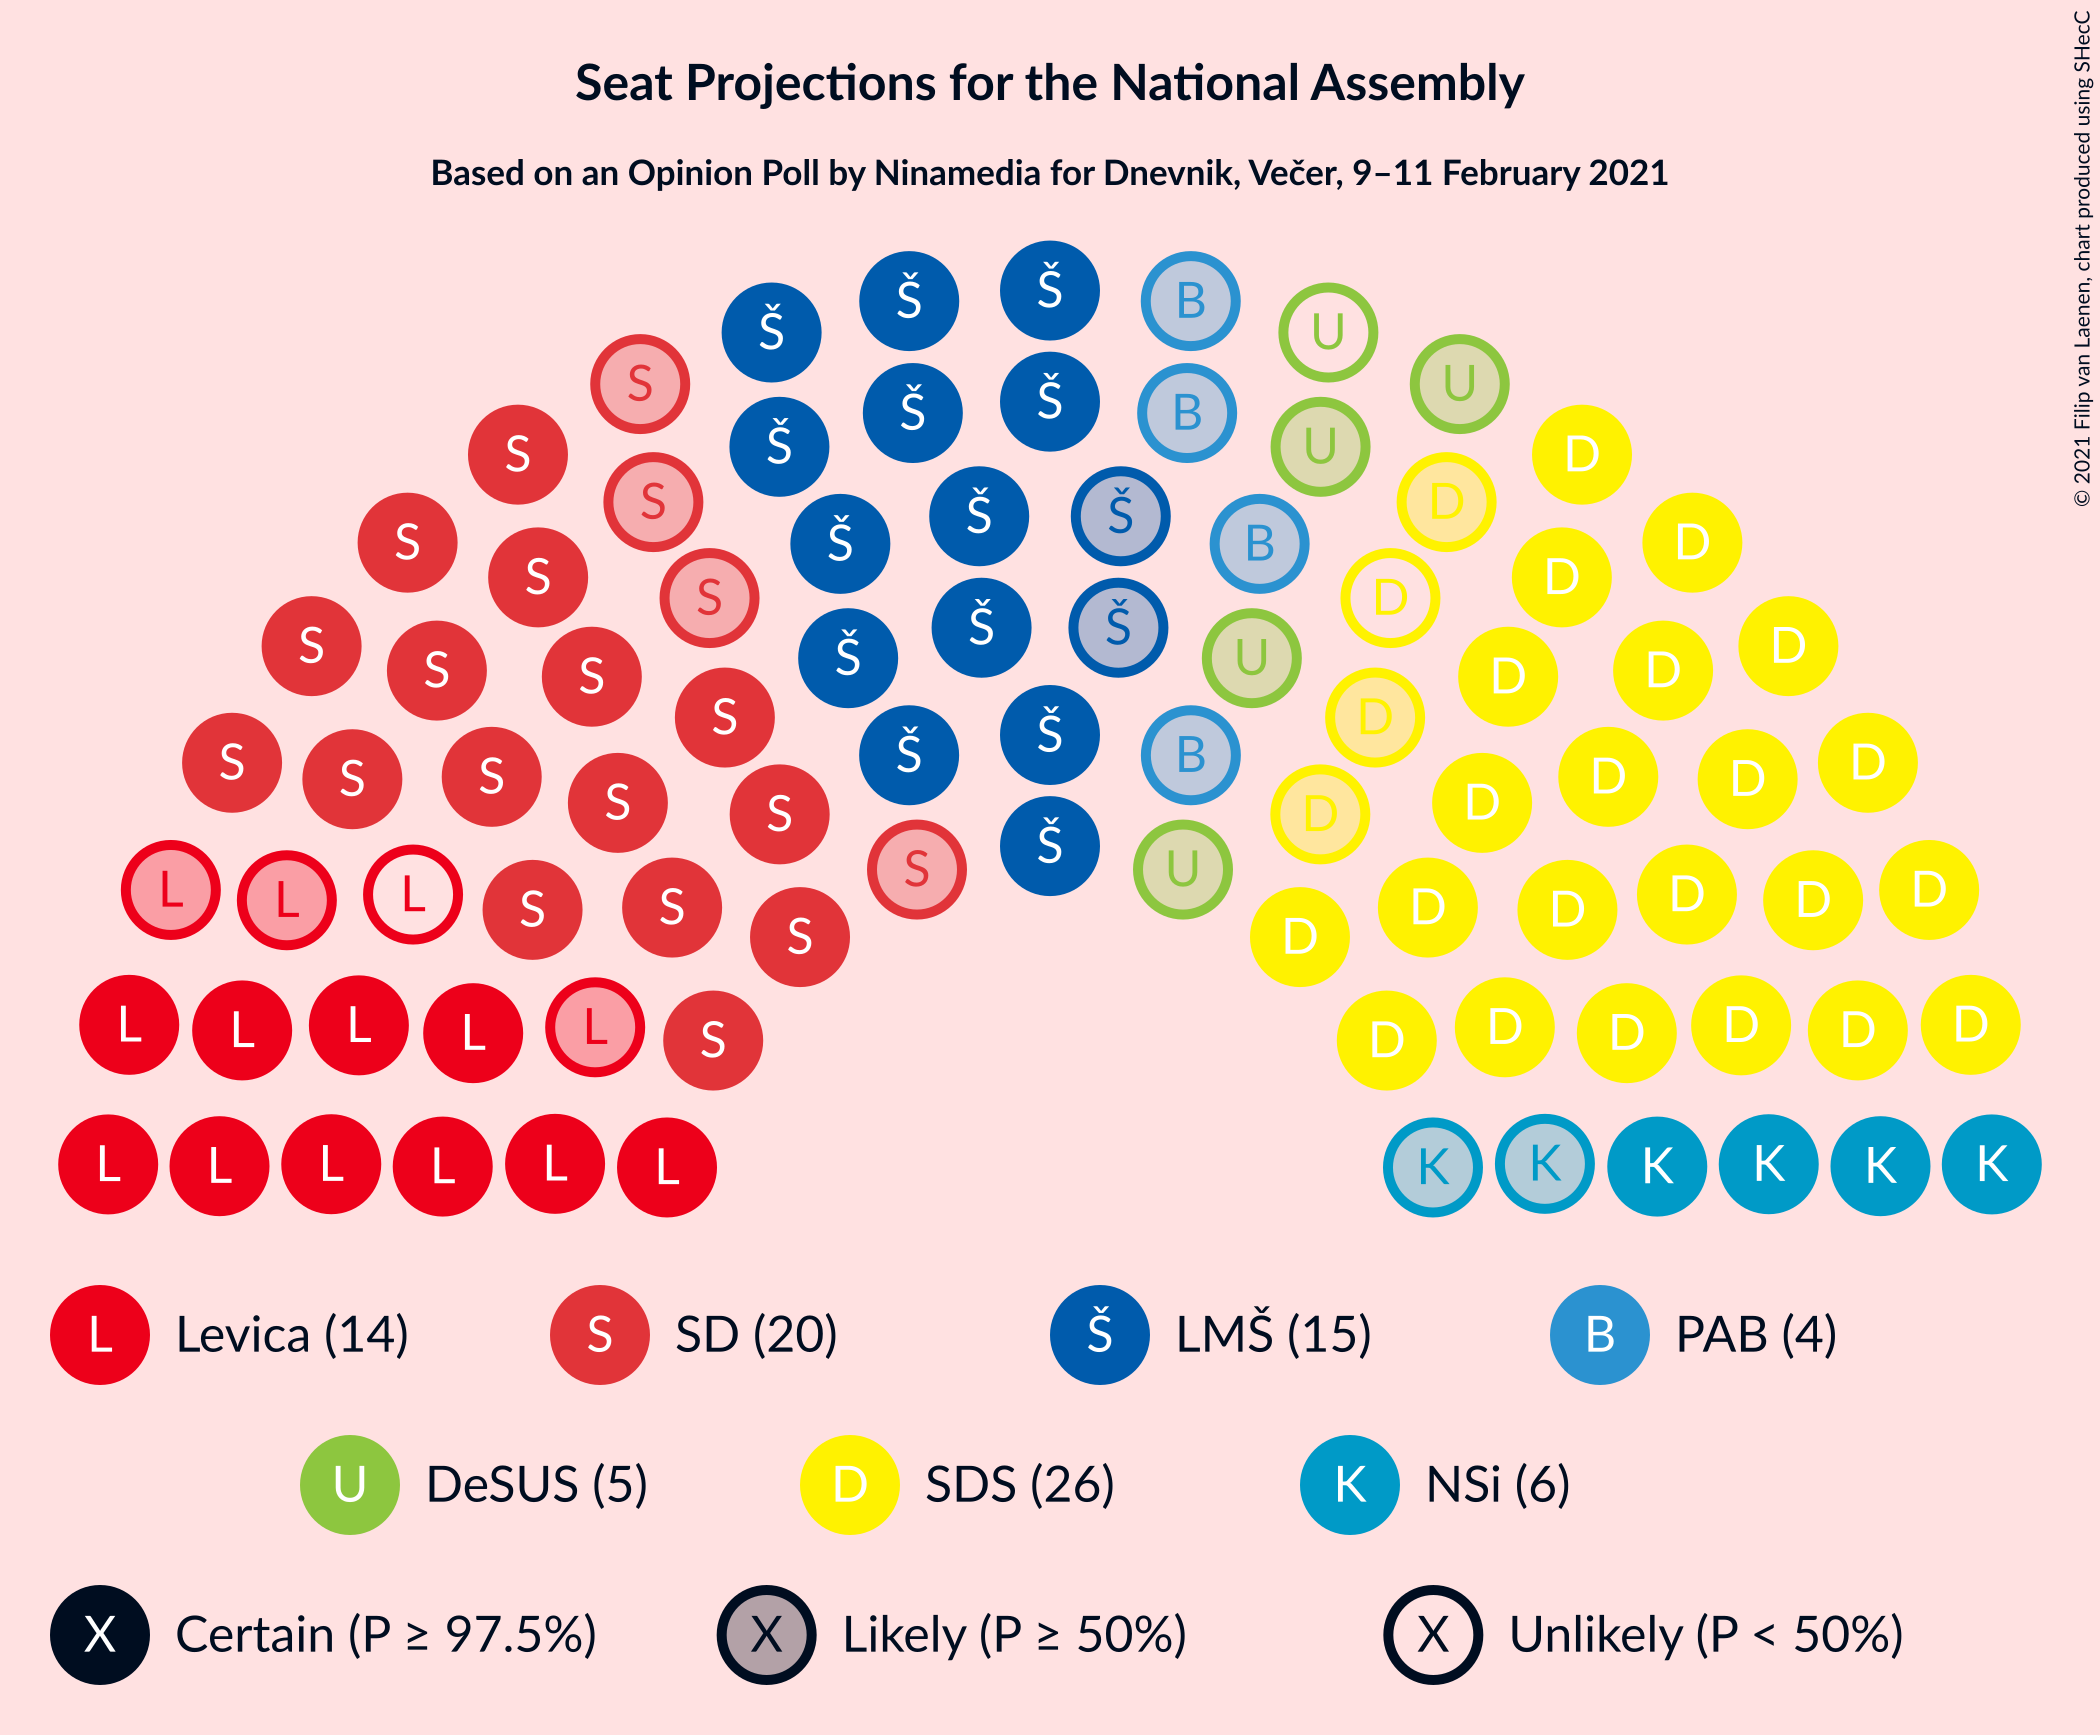 Seat Projections for the National Assembly
Based on an Opinion Poll by Ninamedia for Dnevnik, Večer, 9–11 February 2021
© 2021 Filip van Laenen, chart produced using SHecC
Š Š Š B U
S U
Š Š Š B U
S D
S D
Š Š Š B
S D
S D
S D
S D
Š Š Š U
S D
S D
S D
S D
Š Š B
S D
S D
S D
S D
S D
S D
Š
S U
L L L S S S D D D D D D
L L L L L S D D D D D D
L L L L L L K K K K K K
L Levica (14) S SD (20) Š LMŠ (15) B PAB (4)
U DeSUS (5) D SDS (26) K NSi (6)
X Certain (P ≥ 97.5%) X Likely (P ≥ 50%) X Unlikely (P < 50%)